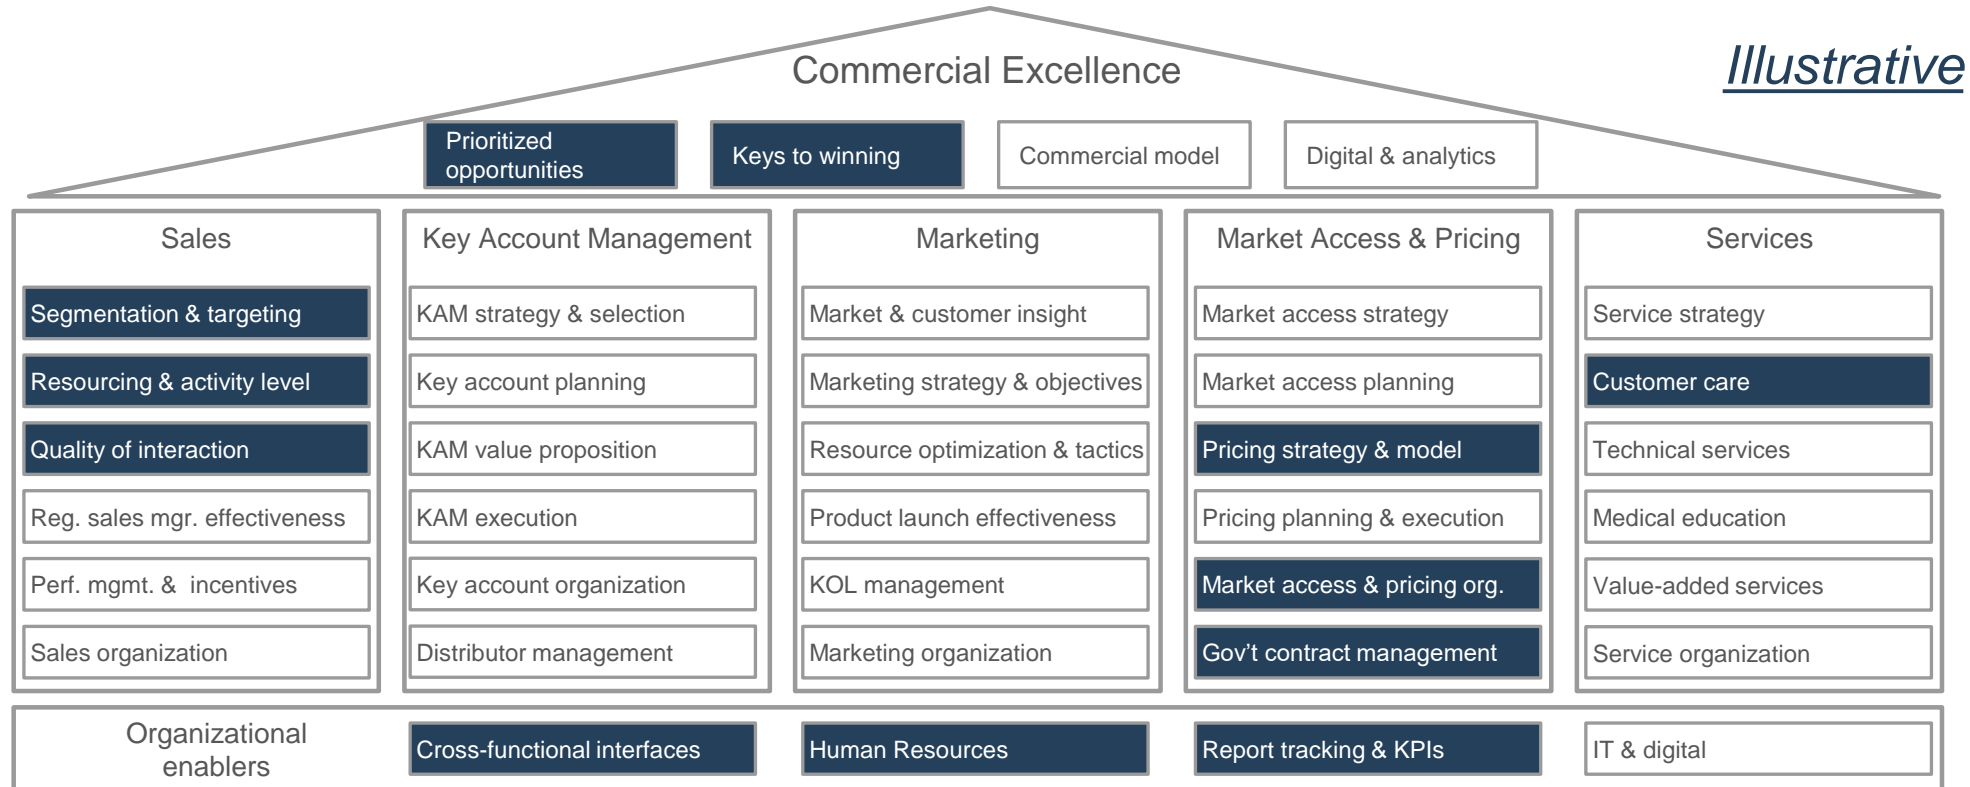 Commercial Excellence
Illustrative
Prioritized
opportunities
Keys to winning
Commercial model
Digital & analytics
Sales
Segmentation & targeting
Resourcing & activity level
Quality of interaction
Reg. sales mgr. effectiveness
Perf. mgmt. & incentives
Sales organization
Key Account Management
KAM strategy & selection
Key account planning
KAM value proposition
KAM execution
Key account organization
Distributor management
Marketing
Market & customer insight
Marketing strategy & objectives
Resource optimization & tactics
Product launch effectiveness
KOL management
Marketing organization
Market Access & Pricing
Market access strategy
Market access planning
Pricing strategy & model
Pricing planning & execution
Market access & pricing org.
Gov’t contract management
Services
Service strategy
Customer care
Technical services
Medical education
Value-added services
Service organization
Organizational
enablers
Cross-functional interfaces
Human Resources
Report tracking & KPIs
IT & digital